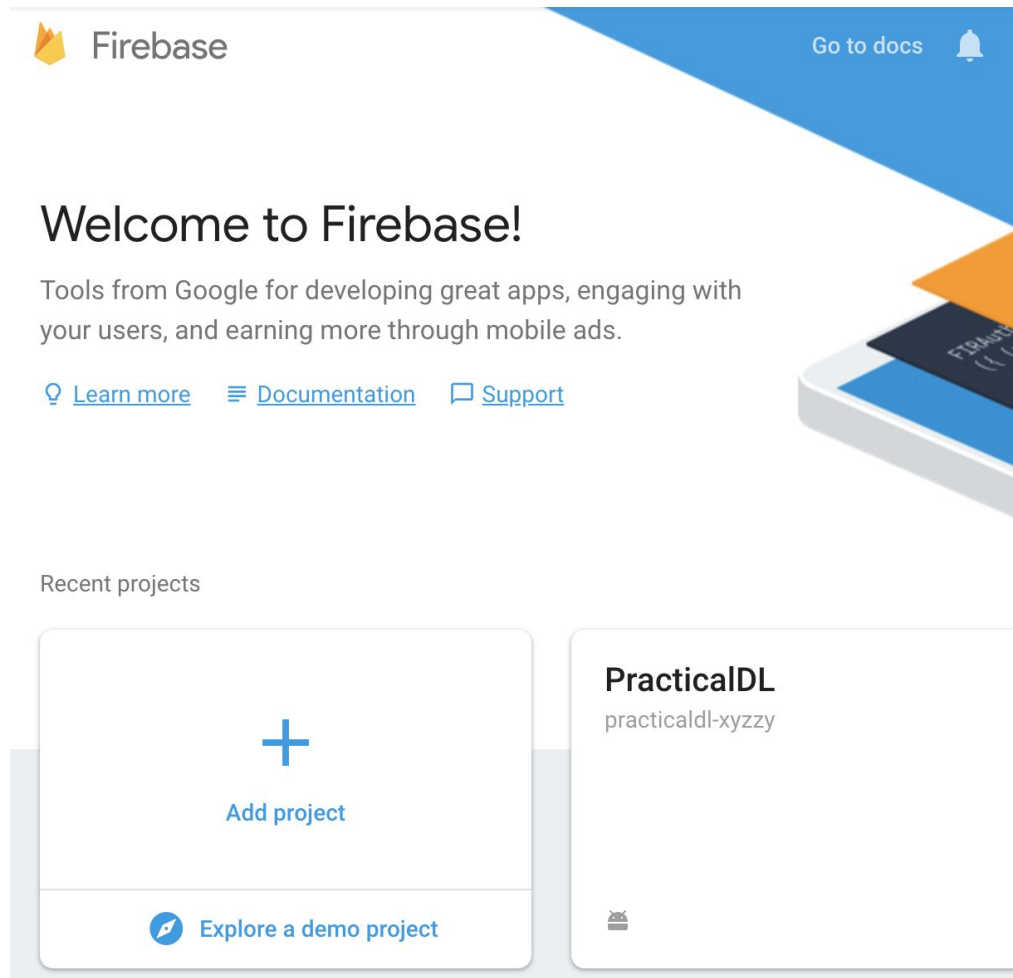 Firebase
Go to docs
Welcome to Firebase!
Tools from Google for developing great apps, engaging with
your users, and earning more through mobile ads.
Learn more
Documentation
Support
Recent projects
PracticalDL
practicaldl-xyzzy
Add project
Explore a demo project